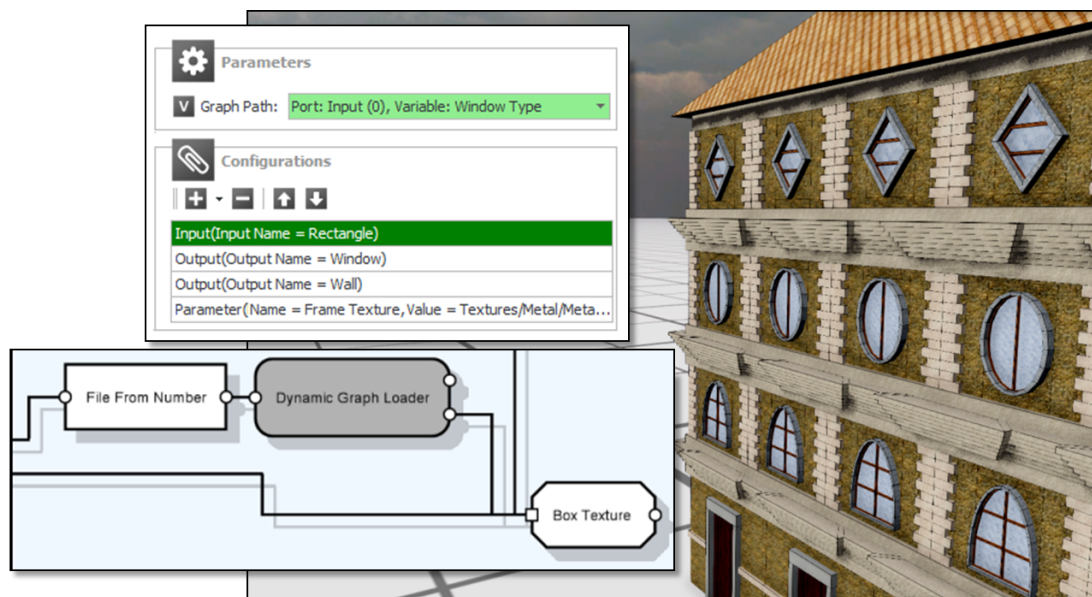 Parameters
V Graph Path: Port: Input (0), Variable: Window Type
Configurations
Input(Input Name = Rectangle)
Output(Output Name = Window)
Output(Output Name = Wall)
Parameter(Name = Frame Texture,Value = Textures/Metal/Meta...
File From Number
Dynamic Graph Loader
Box Texture